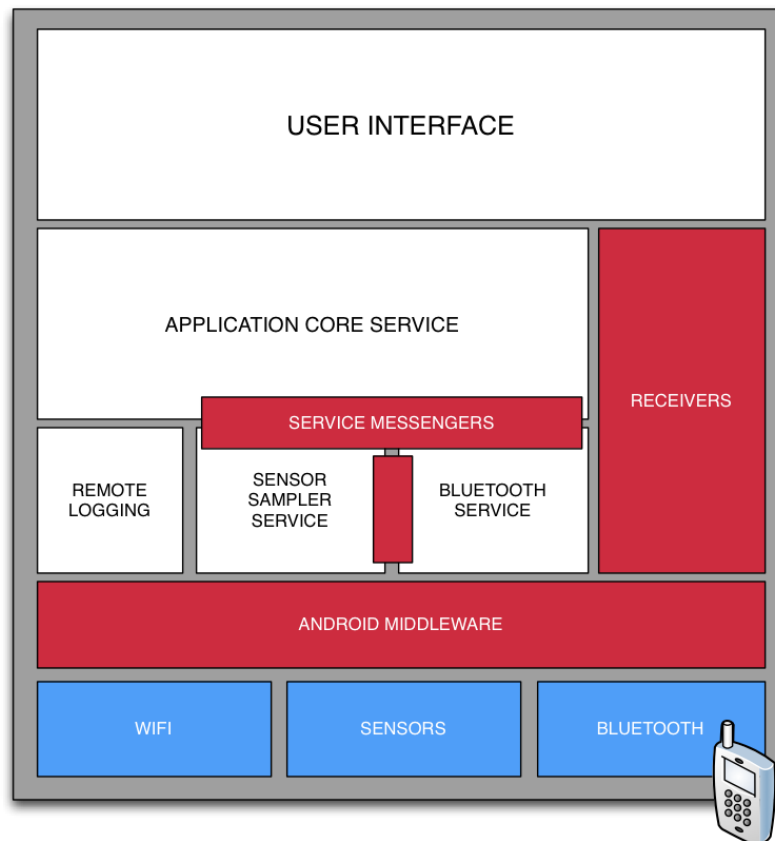 USER INTERFACE
APPLICATION CORE SERVICE
RECEIVERS
SERVICE MESSENGERS
REMOTE
LOGGING
SENSOR
SAMPLER
SERVICE
BLUETOOTH
SERVICE
ANDROID MIDDLEWARE
WIFI
SENSORS
BLUETOOTH